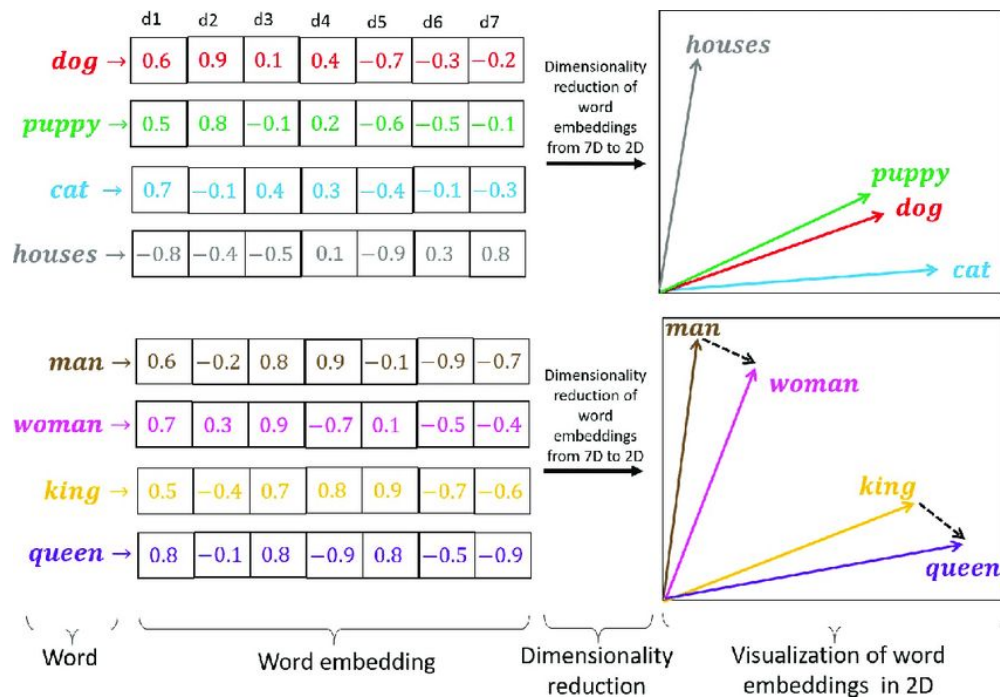 d1 d2 d3 d4 d5 d6 d7
dog → 0.6 0.9 0.1 0.4 −0.7 −0.3 −0.2
puppy → 0.5 0.8 −0.1 0.2 −0.6 −0.5 −0.1
cat → 0.7 −0.1 0.4 0.3 −0.4 −0.1 −0.3
houses → −0.8 −0.4 −0.5 0.1 −0.9 0.3 0.8
Dimensionality
reduction of
word
embeddings
from 7D to 2D
houses
puppy
dog
cat
man → 0.6 −0.2 0.8 0.9 −0.1 −0.9 −0.7
woman → 0.7 0.3 0.9 −0.7 0.1 −0.5 −0.4
king → 0.5 −0.4 0.7 0.8 0.9 −0.7 −0.6
queen → 0.8 −0.1 0.8 −0.9 0.8 −0.5 −0.9
Dimensionality
reduction of
word
embeddings
from 7D to 2D
man
woman
king
queen
Word
Word embedding
Dimensionality
reduction
Visualization of word
embeddings in 2D